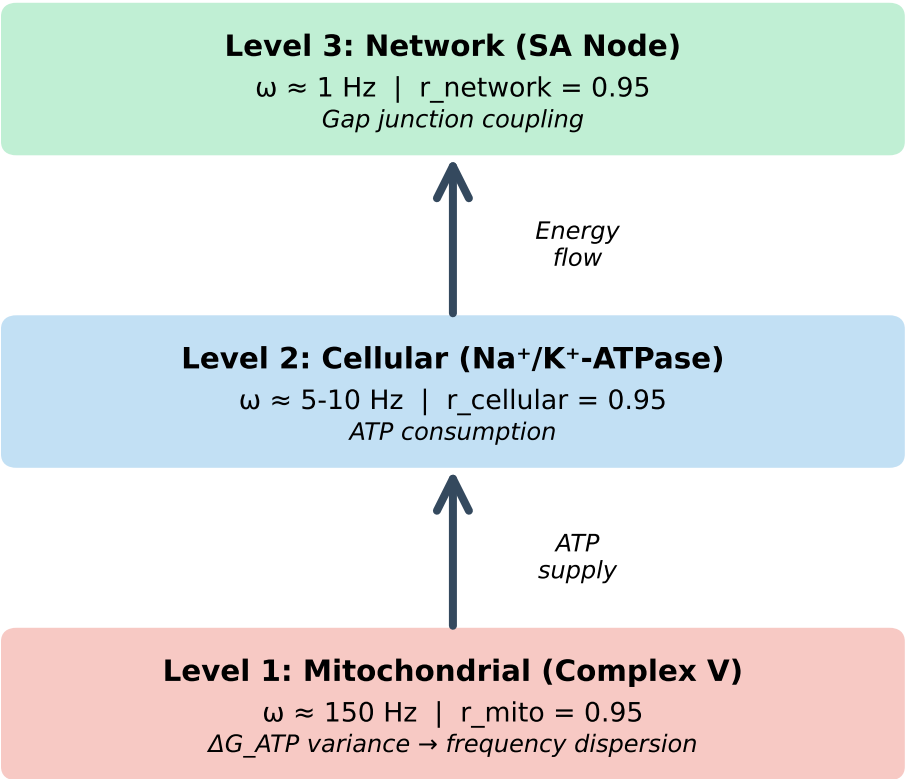 Level 3: Network (SA Node)
ω ≈ 1 Hz | r_network = 0.95
Gap junction coupling
Energy
flow
Level 2: Cellular (Na⁺/K⁺-ATPase)
ω ≈ 5-10 Hz | r_cellular = 0.95
ATP consumption
ATP
supply
Level 1: Mitochondrial (Complex V)
ω ≈ 150 Hz | r_mito = 0.95
ΔG_ATP variance → frequency dispersion